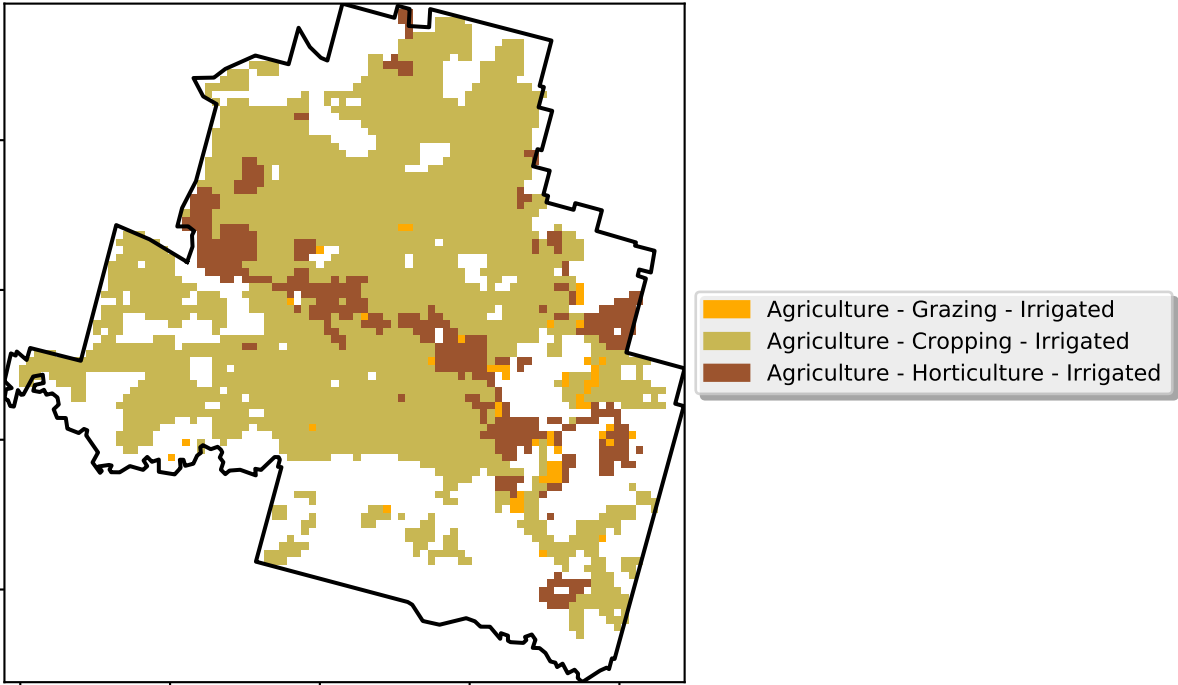 Agriculture - Grazing - Irrigated
Agriculture - Cropping - Irrigated
Agriculture - Horticulture - Irrigated